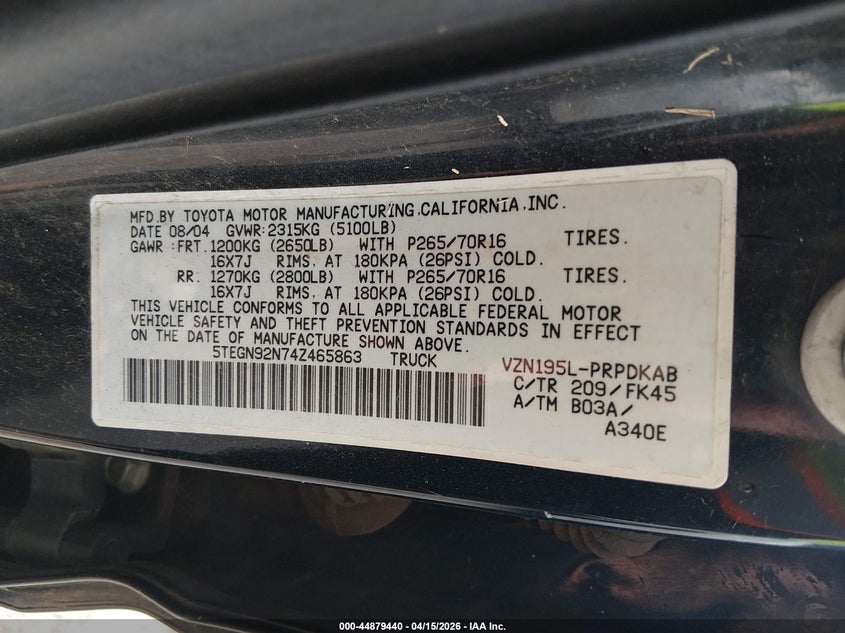 MFD.BY TOYOTA MOTOR MANUFACTURING,CALIFORNIA,INC.
DATE 08/04 GVWR:2315KG (5100LB)
GAWR :FRT.1200KG (2650LB) WITH P265/70R16 TIRES.
16X7J RIMS. AT 180KPA (26PSI) COLD.
RR. 1270KG (2800LB) WITH P265/70R16 TIRES.
16X7J RIMS. AT 180KPA (26PSI) COLD.
THIS VEHICLE CONFORMS TO ALL APPLICABLE FEDERAL MOTOR
VEHICLE SAFETY AND THEFT PREVENTION STANDARDS IN EFFECT
ON THE DATE OF MANUFACTURE SHOWN ABOVE.
5TEGN92N74Z465863 TRUCK VZN195L-PRPDKAB
C/TR 209/FK45
A/TM B03A/
A340E
000-44879440 - 04/15/2026 - IAA Inc.